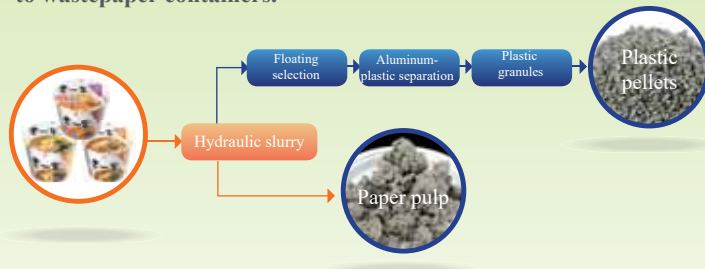 to wastepaper containers.
Floating
selection
Aluminum-
plastic separation
Plastic
granules
Plastic
pellets
Hydraulic slurry
Paper pulp